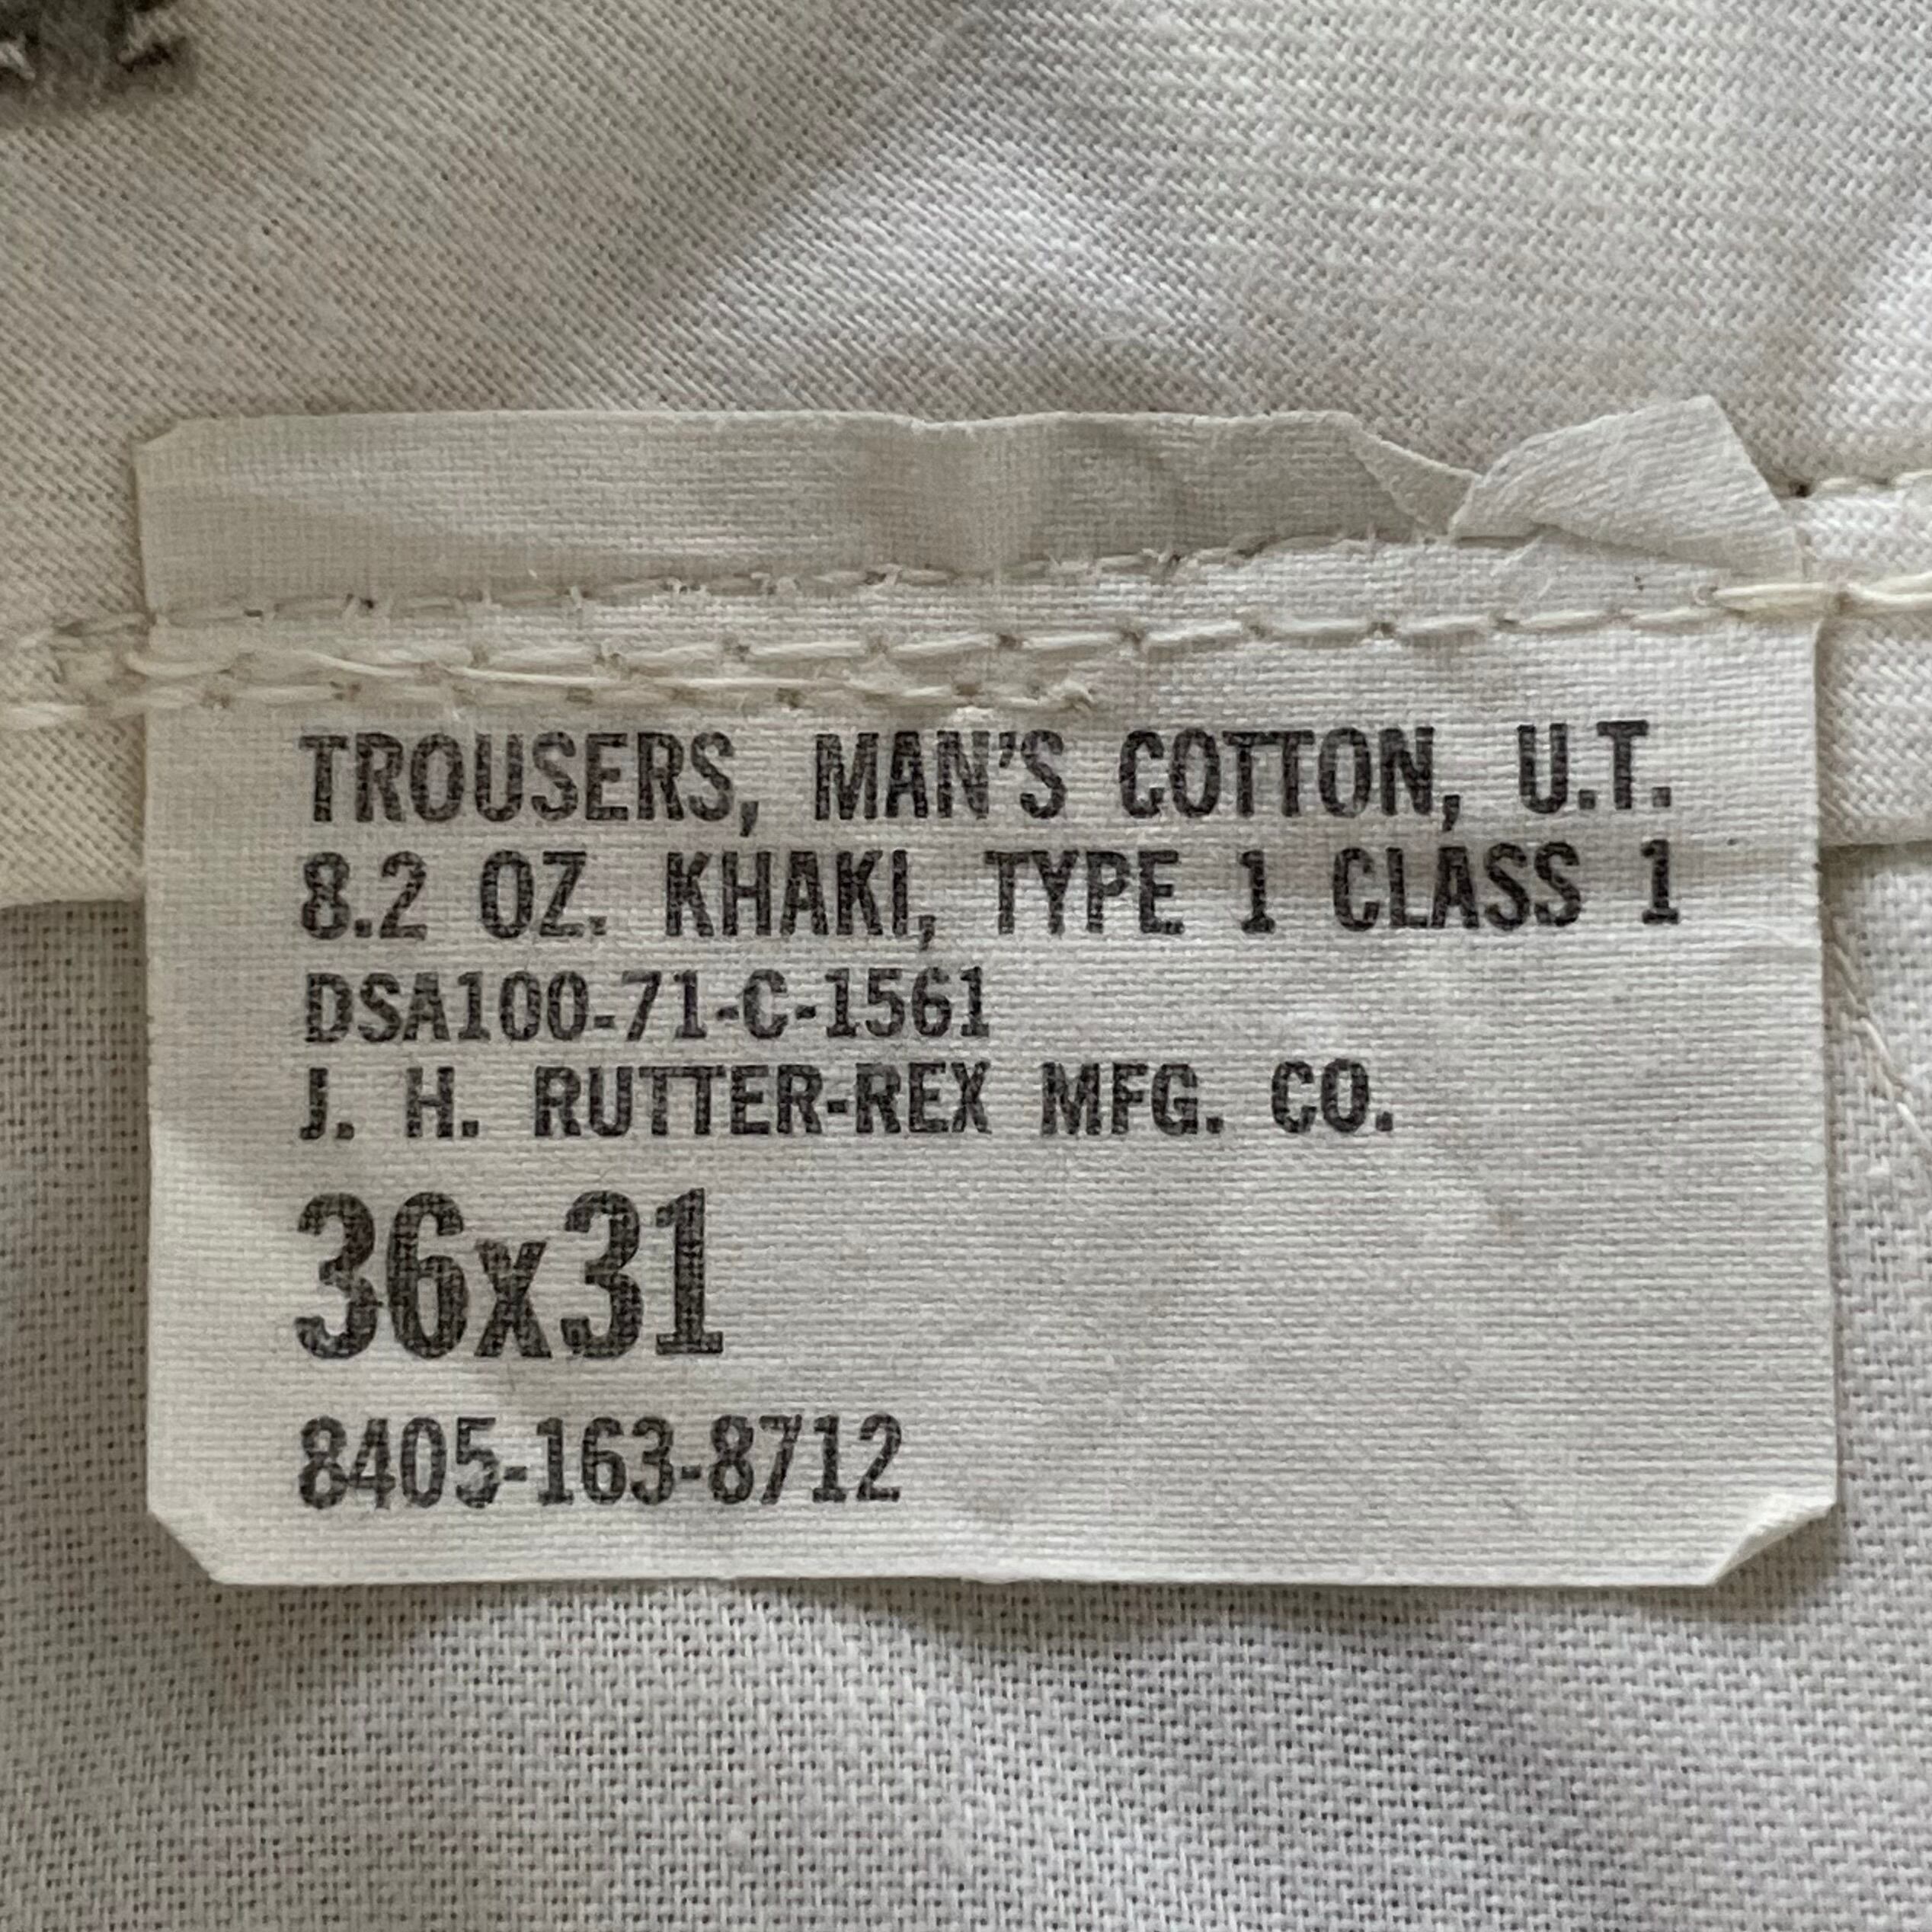 TROUSERS, MAN'S COTTON, U.T.
8.2 OZ. KHAKI, TYPE 1 CLASS 1
DSA100-71-C-1561
J. H. RUTTER-REX MFG. CO.
36x31
8405-163-8712